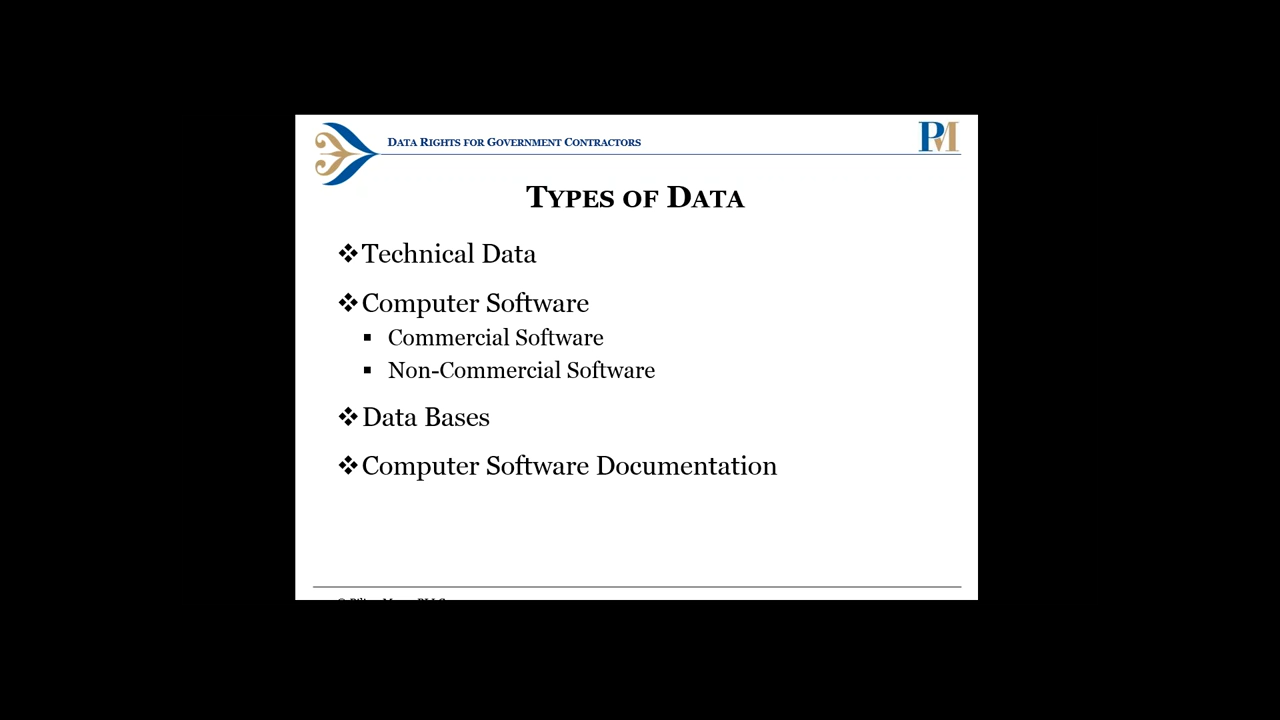 DATA RIGHTS FOR GOVERNMENT CONTRACTORS
PM
TYPES OF DATA
❖Technical Data
❖Computer Software
▪ Commercial Software
▪ Non-Commercial Software
❖Data Bases
❖Computer Software Documentation